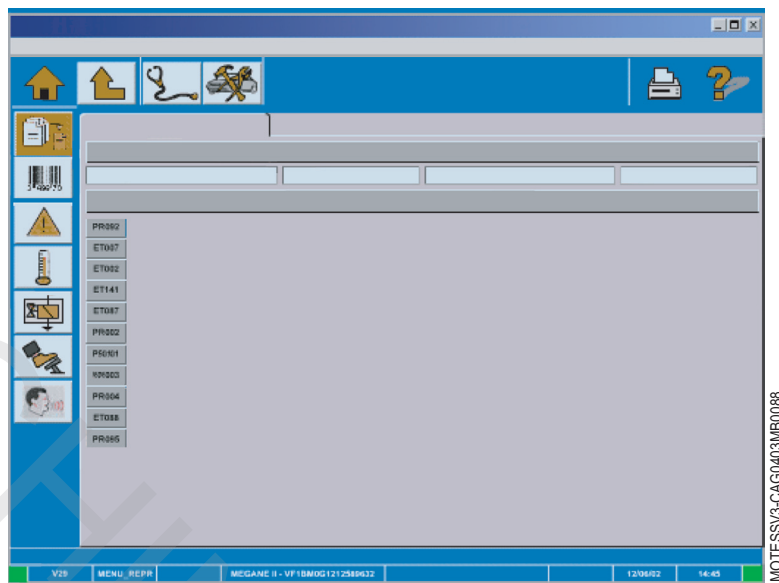 PR092
ET007
ET002
ET141
ET087
PR002
PR004
ET088
PR095
V29 MENU_REPR MEGANE II - VF1BM0G1212589632 12/06/02 14:45
MOTESSV3-CAG0403MB0088